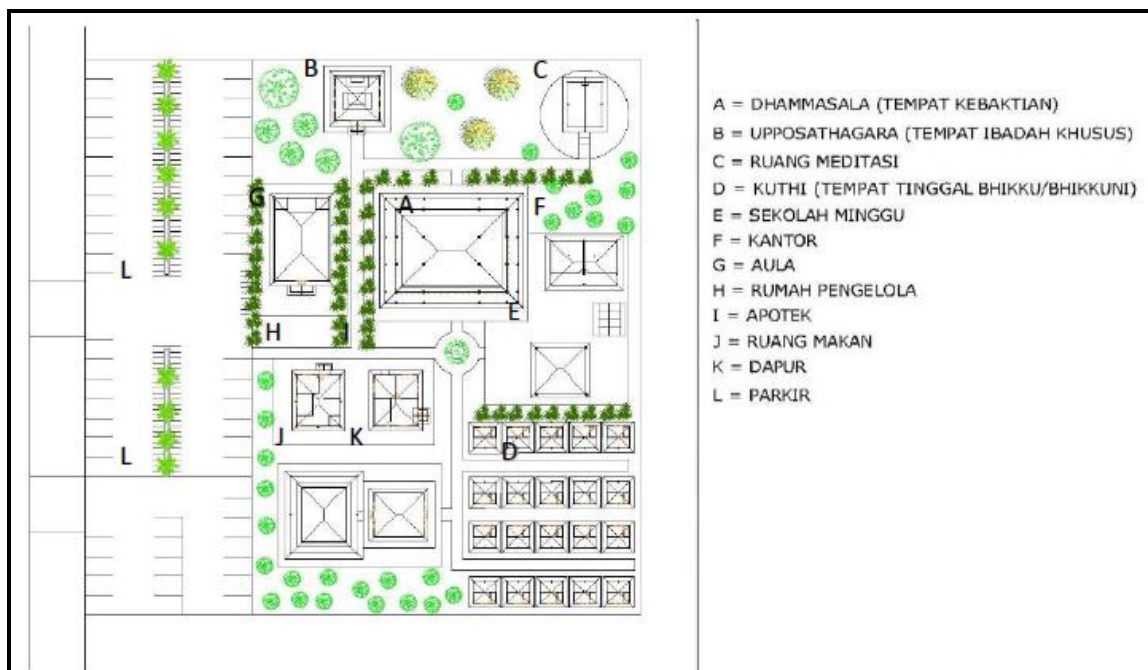 B
C
G
A
F
L
E
H
I
J
K
D
L
A = DHAMMASALA (TEMPAT KEBAKTIAN)
B = UPPOSATHAGARA (TEMPAT IBADAH KHUSUS)
C = RUANG MEDITASI
D = KUTHI (TEMPAT TINGGAL BHIKKU/BHIKKUNI)
E = SEKOLAH MINGGU
F = KANTOR
G = AULA
H = RUMAH PENGELOLA
I = APOTEK
J = RUANG MAKAN
K = DAPUR
L = PARKIR